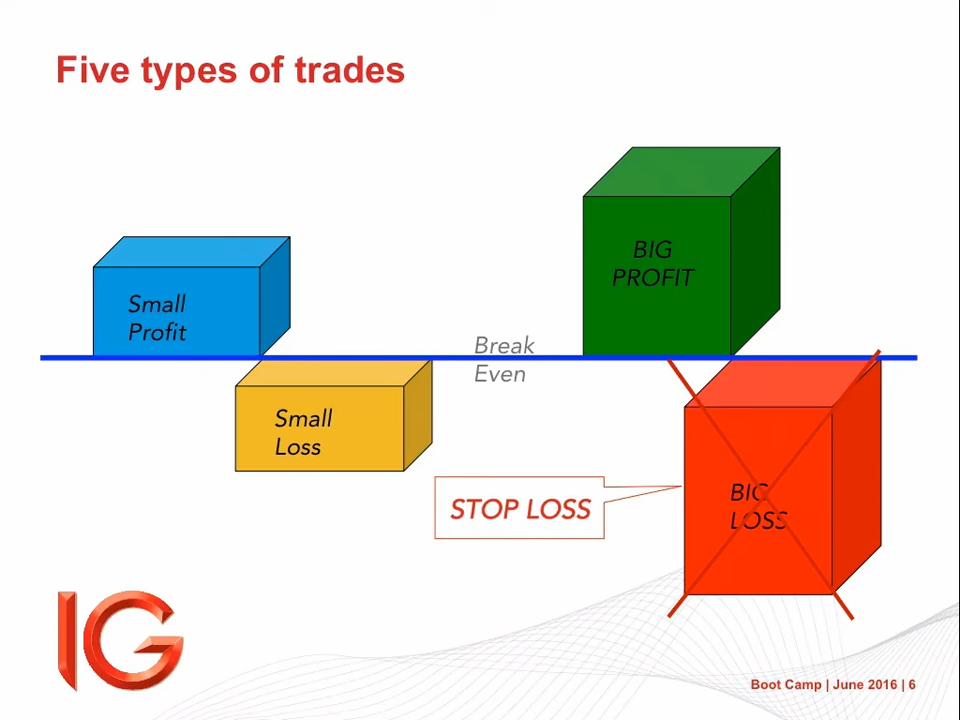 Five types of trades
Small
Profit
BIG
PROFIT
Break
Even
Small
Loss
STOP LOSS
BIG
LOSS
IG
Boot Camp | June 2016 | 6